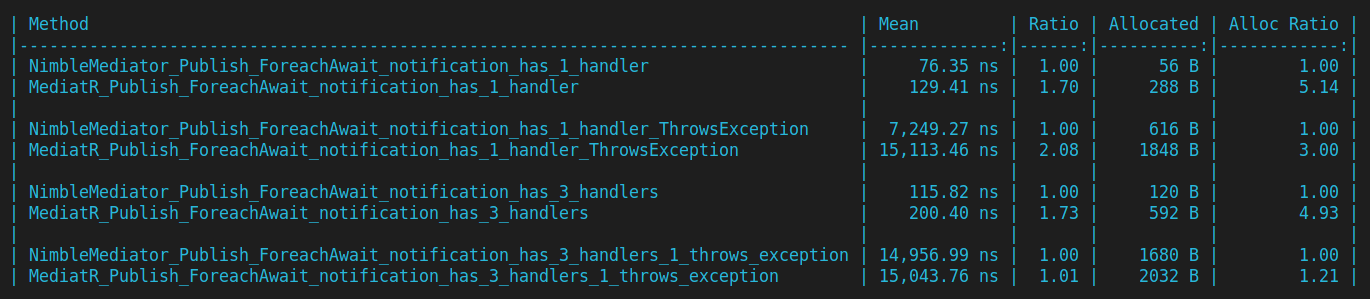 | Method                                                                            | Mean         | Ratio | Allocated | Alloc Ratio |
|---------------------------------------------------------------------------------- |-------------:|------:|----------:|------------:|
| NimbleMediator_Publish_ForeachAwait_notification_has_1_handler                     |     76.35 ns |  1.00 |      56 B |        1.00 |
| MediatR_Publish_ForeachAwait_notification_has_1_handler                            |    129.41 ns |  1.70 |     288 B |        5.14 |
|                                                                                   |              |       |           |             |
| NimbleMediator_Publish_ForeachAwait_notification_has_1_handler_ThrowsException     |  7,249.27 ns |  1.00 |     616 B |        1.00 |
| MediatR_Publish_ForeachAwait_notification_has_1_handler_ThrowsException            | 15,113.46 ns |  2.08 |    1848 B |        3.00 |
|                                                                                   |              |       |           |             |
| NimbleMediator_Publish_ForeachAwait_notification_has_3_handlers                    |    115.82 ns |  1.00 |     120 B |        1.00 |
| MediatR_Publish_ForeachAwait_notification_has_3_handlers                           |    200.40 ns |  1.73 |     592 B |        4.93 |
|                                                                                   |              |       |           |             |
| NimbleMediator_Publish_ForeachAwait_notification_has_3_handlers_1_throws_exception | 14,956.99 ns |  1.00 |    1680 B |        1.00 |
| MediatR_Publish_ForeachAwait_notification_has_3_handlers_1_throws_exception        | 15,043.76 ns |  1.01 |    2032 B |        1.21 |